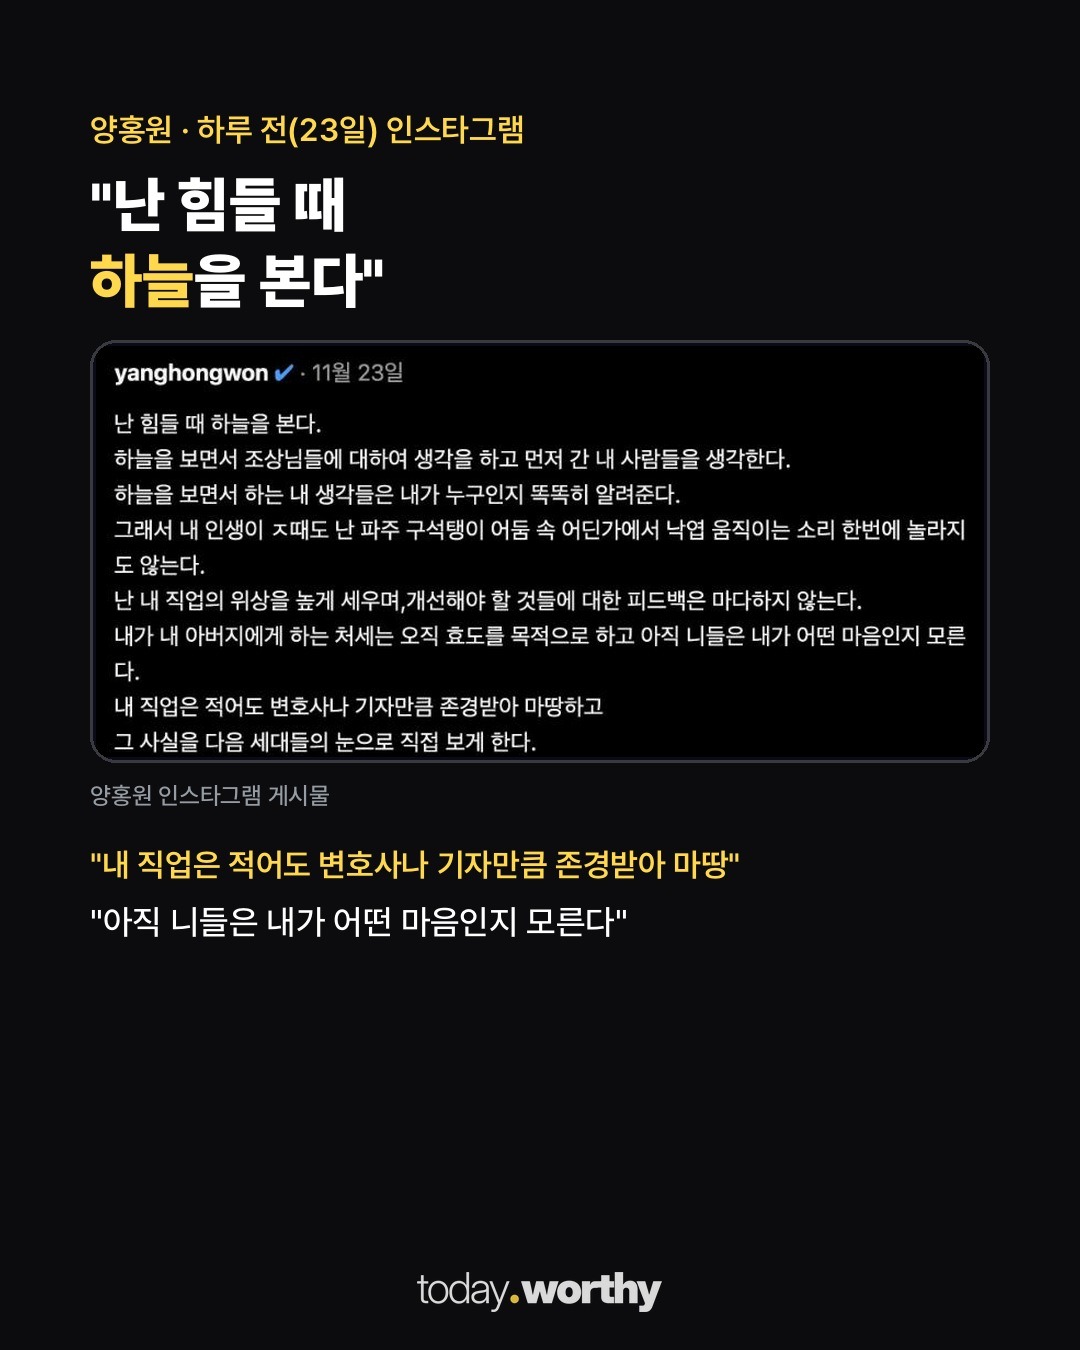 양홍원 · 하루 전(23일) 인스타그램
"난 힘들 때
하늘을 본다"
yanghongwon ✔ · 11월 23일
난 힘들 때 하늘을 본다.
하늘을 보면서 조상님들에 대하여 생각을 하고 먼저 간 내 사람들을 생각한다.
하늘을 보면서 하는 내 생각들은 내가 누구인지 똑똑히 알려준다.
그래서 내 인생이 ㅈ때도 난 파주 구석탱이 어둠 속 어딘가에서 낙엽 움직이는 소리 한번에 놀라지
도 않는다.
난 내 직업의 위상을 높게 세우며,개선해야 할 것들에 대한 피드백은 마다하지 않는다.
내가 내 아버지에게 하는 처세는 오직 효도를 목적으로 하고 아직 니들은 내가 어떤 마음인지 모른
다.
내 직업은 적어도 변호사나 기자만큼 존경받아 마땅하고
그 사실을 다음 세대들의 눈으로 직접 보게 한다.
양홍원 인스타그램 게시물
"내 직업은 적어도 변호사나 기자만큼 존경받아 마땅"
"아직 니들은 내가 어떤 마음인지 모른다"
today.worthy